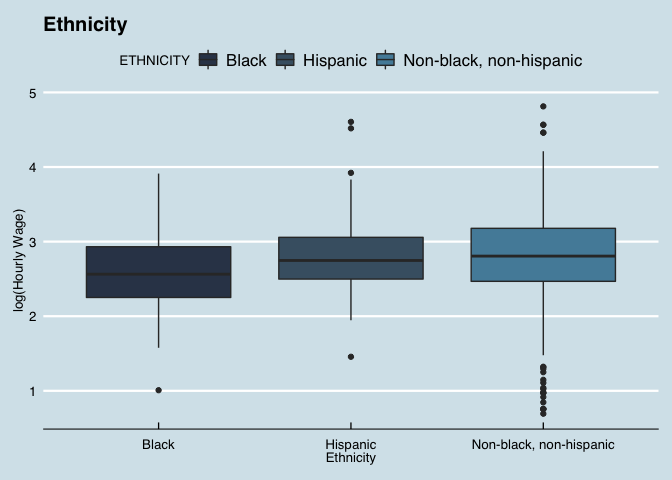 Ethnicity
ETHNICITY Black Hispanic Non-black, non-hispanic
5
4
3
2
1
log(Hourly Wage)
Black Hispanic Non-black, non-hispanic
Ethnicity